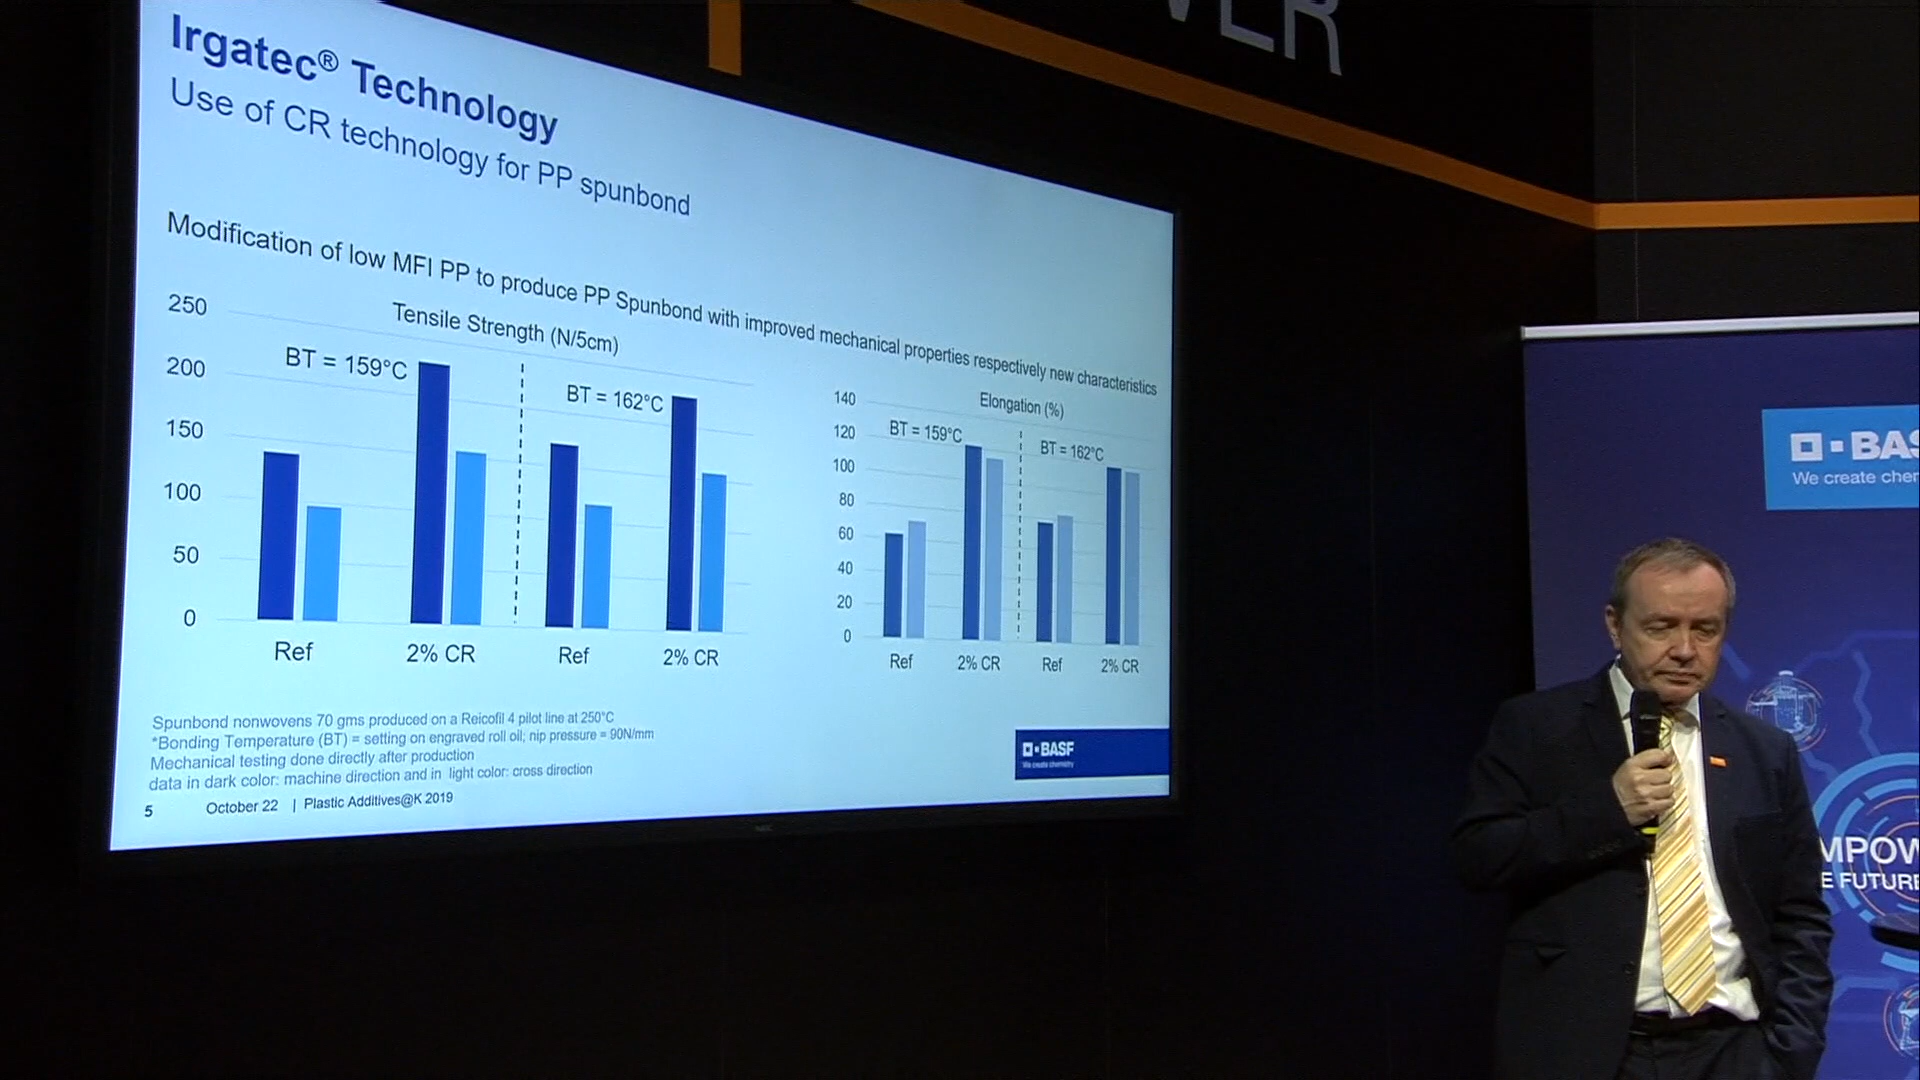 VER
Irgatec® Technology
Use of CR technology for PP spunbond
Modification of low MFI PP to produce PP Spunbond with improved mechanical properties respectively new characteristics
Tensile Strength (N/5cm)
250
200
150
100
50
0
BT = 159°C
BT = 162°C
Ref
2% CR
Ref
2% CR
Elongation (%)
140
120
100
80
60
40
20
0
BT = 159°C
BT = 162°C
Ref
2% CR
Ref
2% CR
Spunbond nonwovens 70 gms produced on a Reicofil 4 pilot line at 250°C
*Bonding Temperature (BT) = setting on engraved roll oil; nip pressure = 90N/mm
Mechanical testing done directly after production
data in dark color: machine direction and in light color: cross direction
5 October 22 | Plastic Additives@K 2019
BASF
We create chemistry
NEC
BAS
We create chem
MPOW
E FUTURE